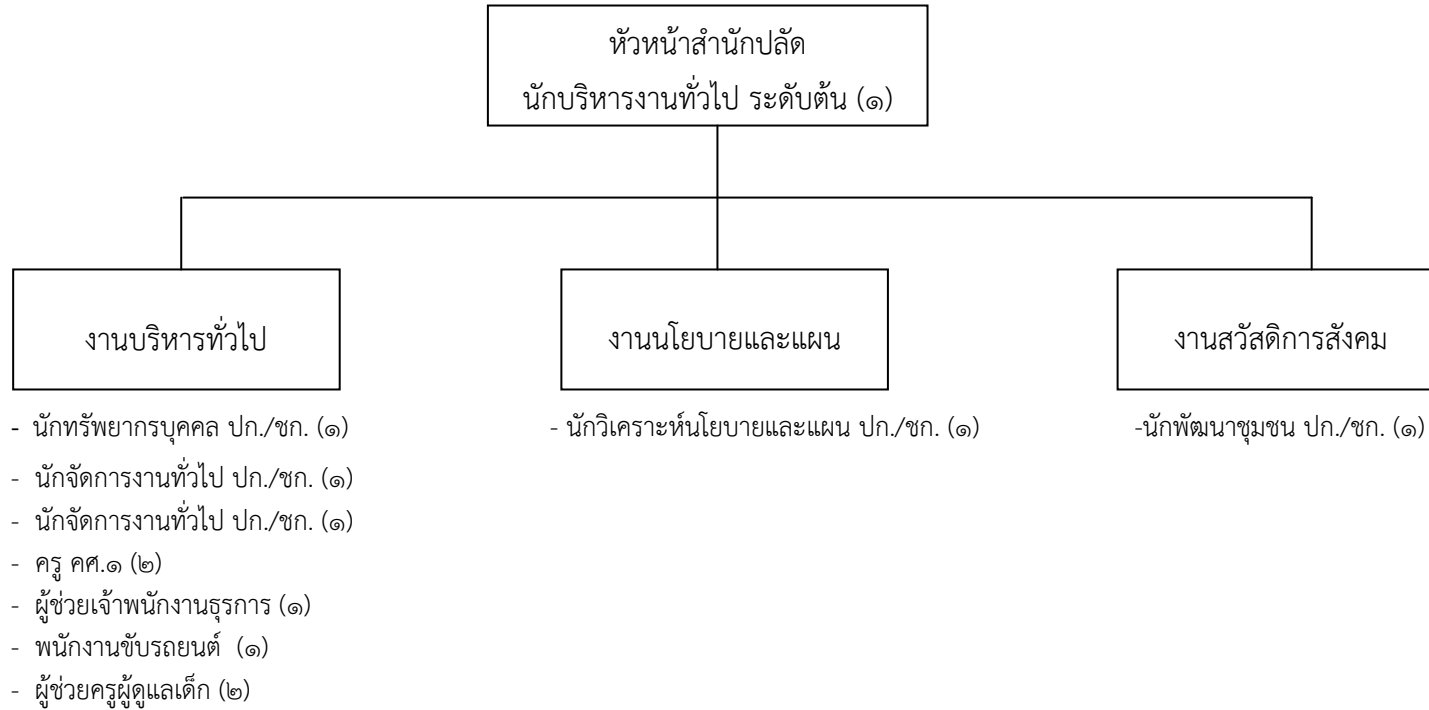 หัวหน้าสำนักปลัด
นักบริหารงานทั่วไป ระดับต้น (๑)
งานบริหารทั่วไป
- นักทรัพยากรบุคคล ปก./ชก. (๑)
- นักจัดการงานทั่วไป ปก./ชก. (๑)
- นักจัดการงานทั่วไป ปก./ชก. (๑)
- ครู คศ.๑ (๒)
- ผู้ช่วยเจ้าพนักงานธุรการ (๑)
- พนักงานขับรถยนต์ (๑)
- ผู้ช่วยครูผู้ดูแลเด็ก (๒)
งานนโยบายและแผน
- นักวิเคราะห์นโยบายและแผน ปก./ชก. (๑)
งานสวัสดิการสังคม
-นักพัฒนาชุมชน ปก./ชก. (๑)